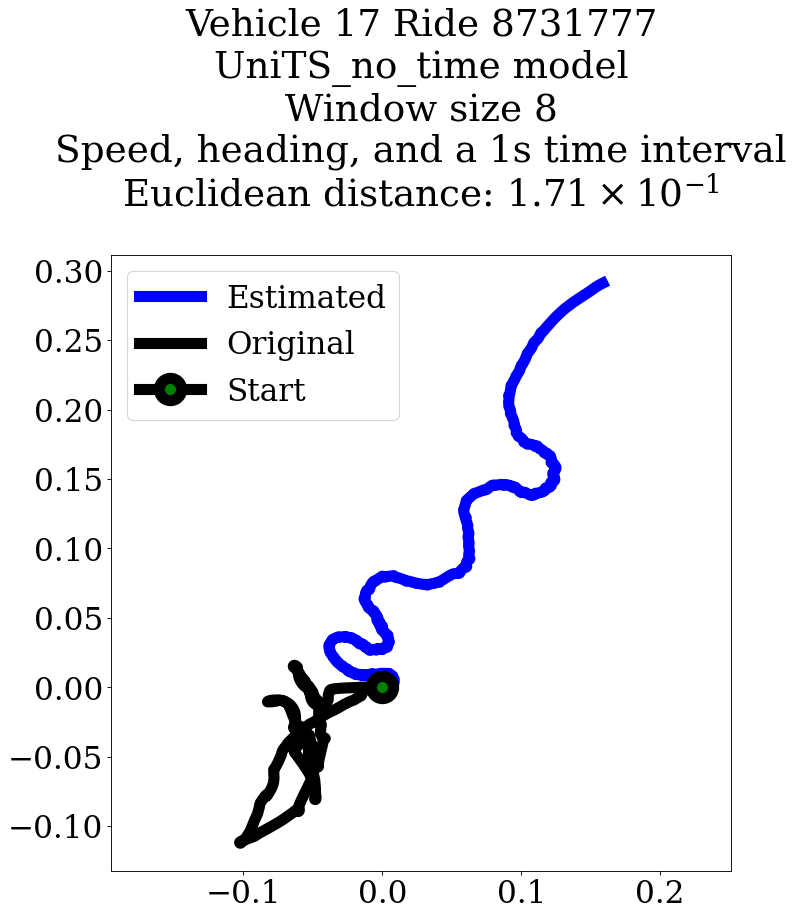 Vehicle 17 Ride 8731777
UniTS_no_time model
Window size 8
Speed, heading, and a 1s time interval
Euclidean distance: 1.71 × 10⁻¹
Estimated
Original
Start
0.30
0.25
0.20
0.15
0.10
0.05
0.00
−0.05
−0.10
−0.1 0.0 0.1 0.2